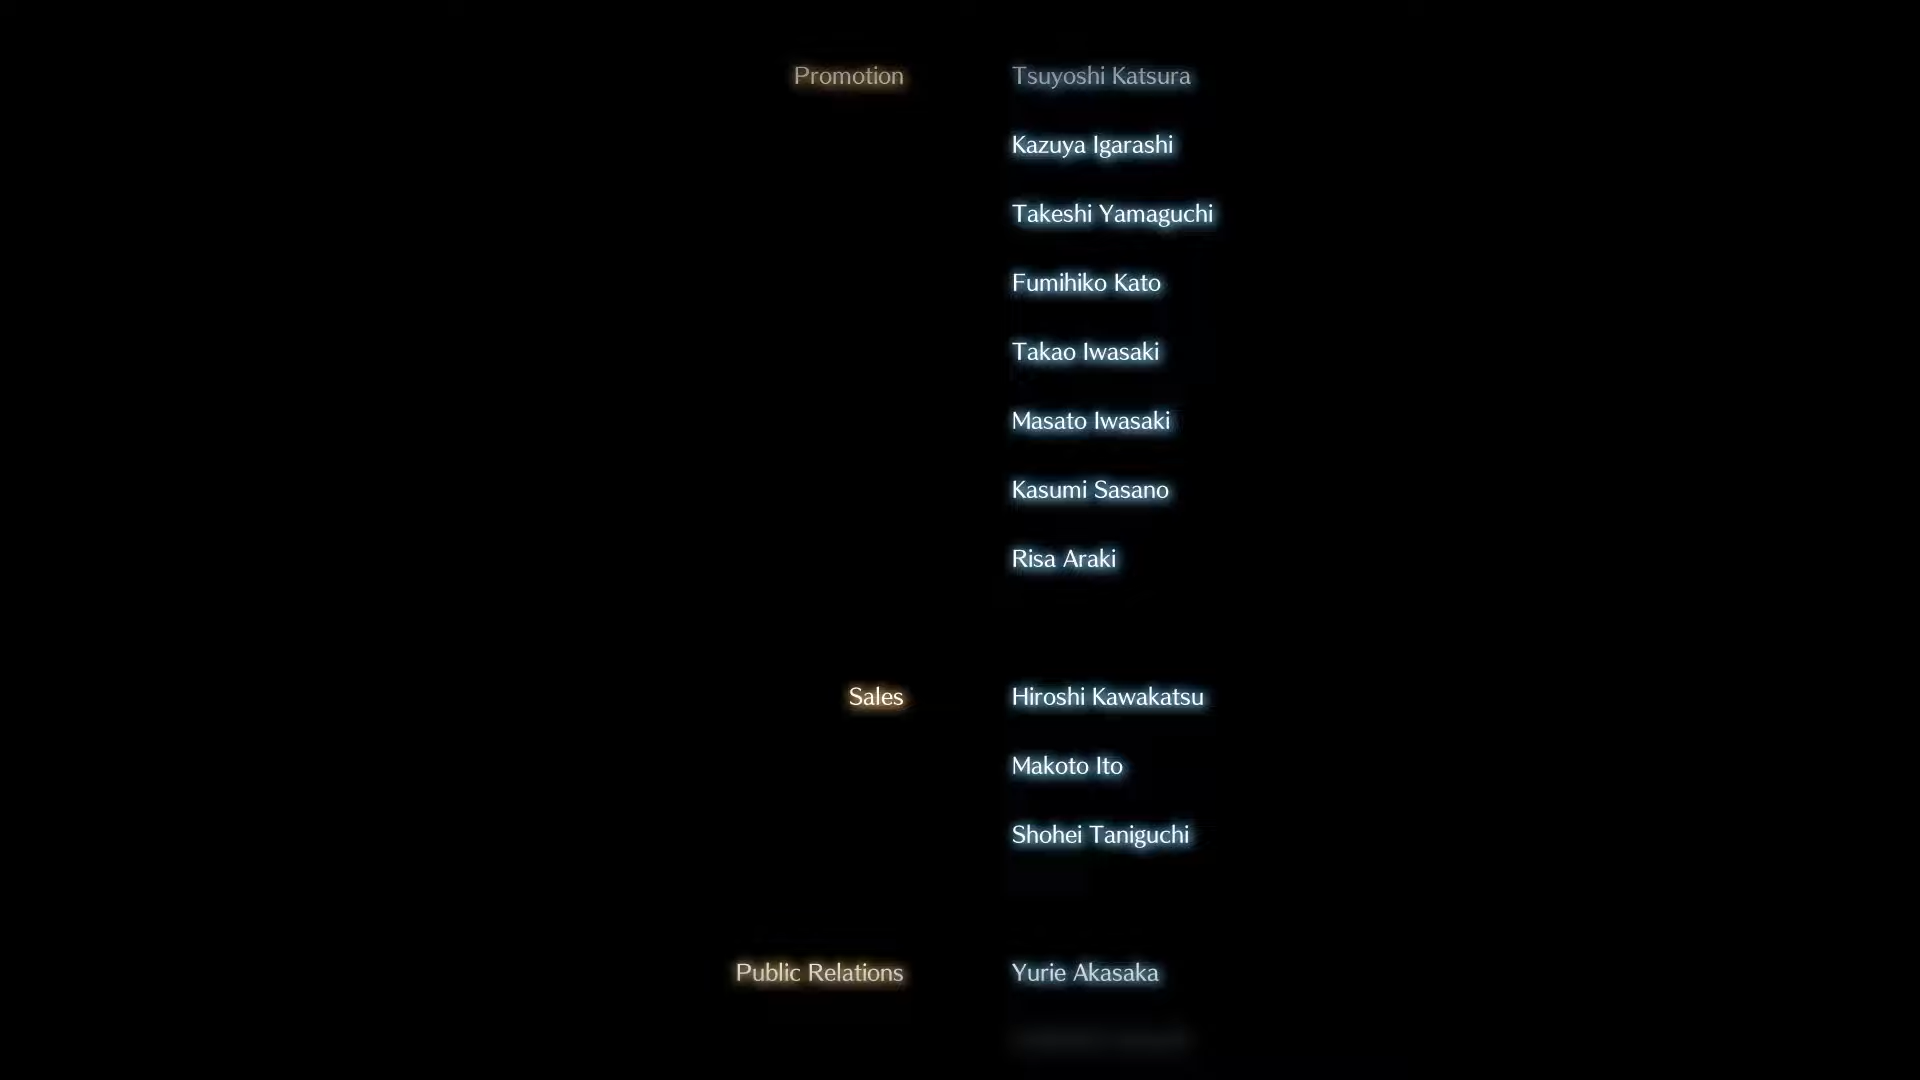 Promotion Tsuyoshi Katsura
Kazuya Igarashi
Takeshi Yamaguchi
Fumihiko Kato
Takao Iwasaki
Masato Iwasaki
Kasumi Sasano
Risa Araki
Sales Hiroshi Kawakatsu
Makoto Ito
Shohei Taniguchi
Public Relations Yurie Akasaka